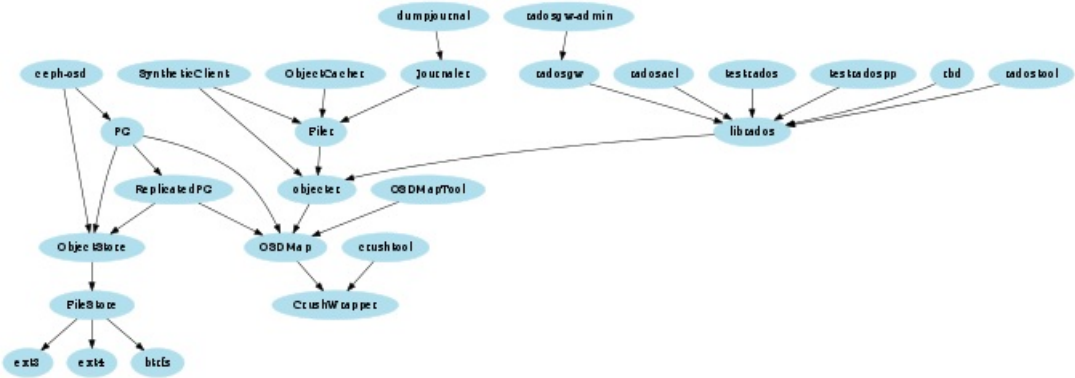 dumpjournal
radosgw-admin
ceph-osd
SyntheticClient
ObjectCacher
Journaler
radosgw
radosacl
testrados
testradospp
rbd
radostool
PG
Filer
librados
ReplicatedPG
objecter
OSDMapTool
ObjectStore
OSDMap
crushtool
FileStore
CrushWrapper
ext3
ext4
btrfs